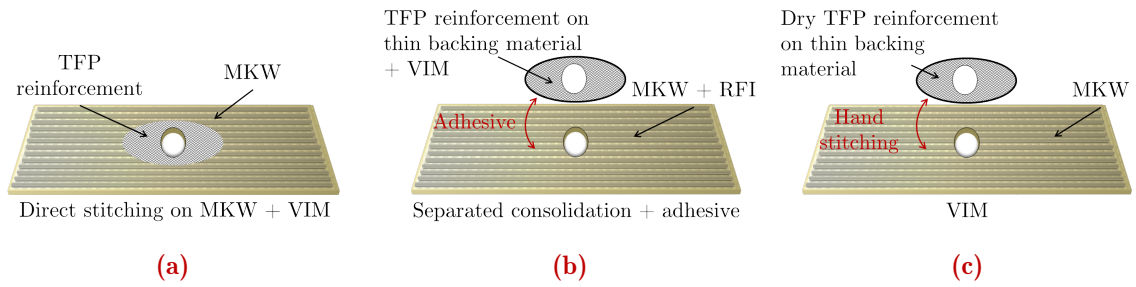 TFP
reinforcement
MKW
Direct stitching on MKW + VIM
(a)
TFP reinforcement on
thin backing material
+ VIM
MKW + RFI
Adhesive
Separated consolidation + adhesive
(b)
Dry TFP reinforcement
on thin backing
material
MKW
Hand
stitching
VIM
(c)